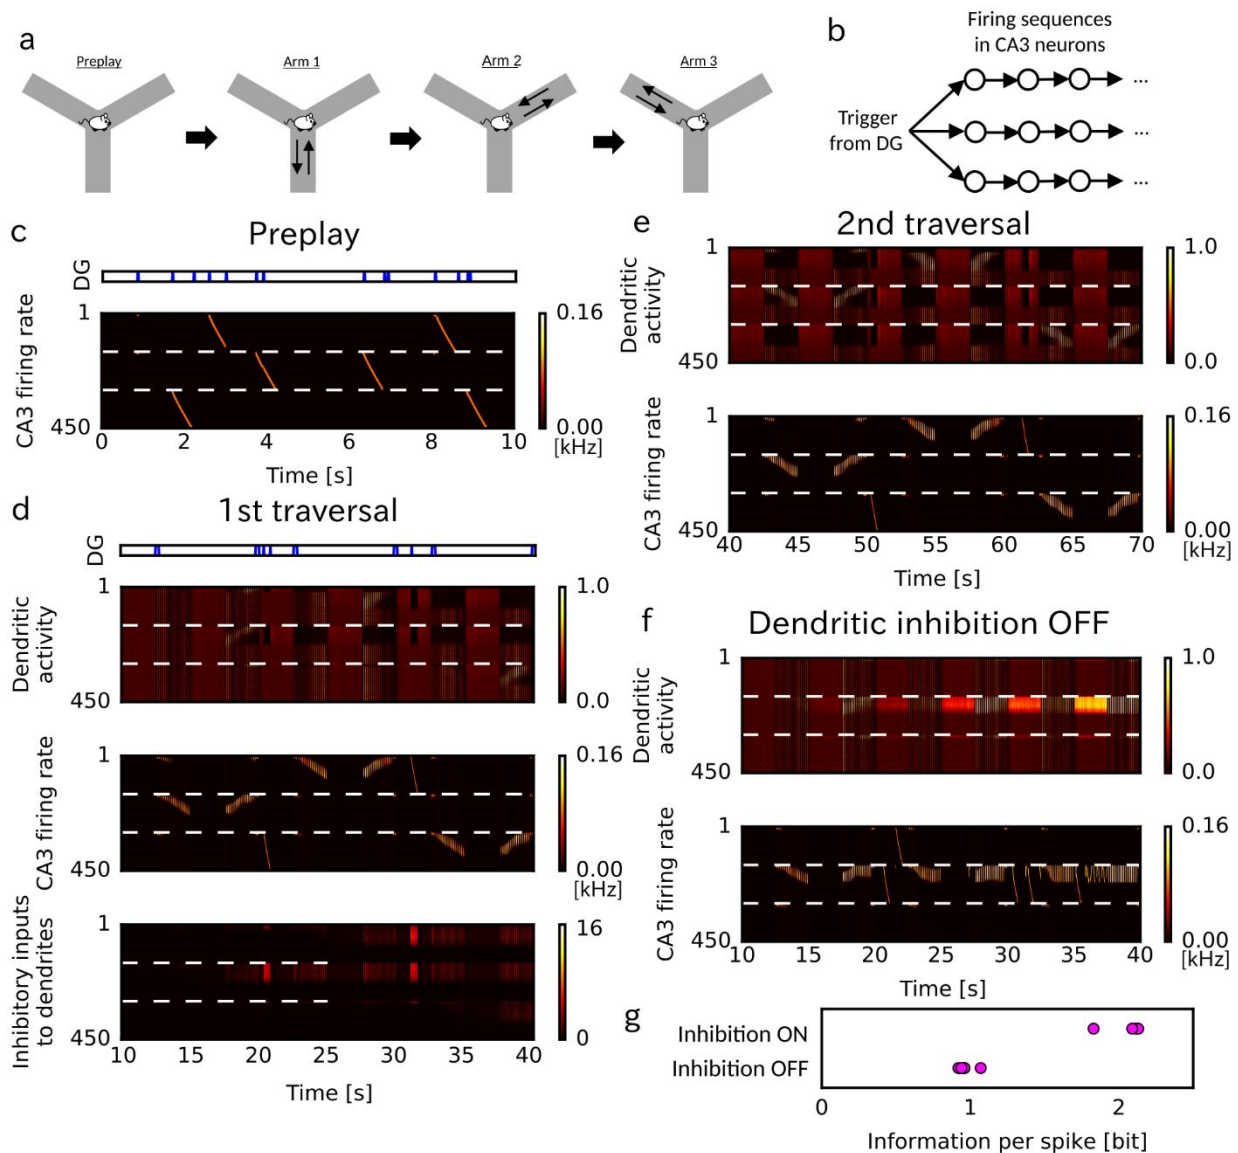 a
Preplay
Arm 1
Arm 2
Arm 3
b
Firing sequences
in CA3 neurons
Trigger
from DG
...
...
...
c
Preplay
DG
CA3 firing rate
1
450
0 2 4 6 8 10
Time [s]
0.16
0.00
[kHz]
d
1st traversal
DG
Dendritic
activity
1
450
1.0
0.0
CA3 firing rate
1
450
0.16
0.00
[kHz]
Inhibitory inputs
to dendrites
1
450
16
0
10 15 20 25 30 35 40
Time [s]
e
2nd traversal
Dendritic
activity
1
450
1.0
0.0
CA3 firing rate
1
450
0.16
0.00
[kHz]
40 45 50 55 60 65 70
Time [s]
f
Dendritic inhibition OFF
Dendritic
activity
1
450
1.0
0.0
CA3 firing rate
1
450
0.16
0.00
[kHz]
10 15 20 25 30 35 40
Time [s]
g
Inhibition ON
Inhibition OFF
0 1 2
Information per spike [bit]